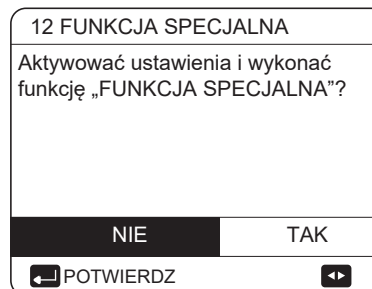 12 FUNKCJA SPECJALNA
Aktywować ustawienia i wykonać
funkcję „FUNKCJA SPECJALNA”?
NIE TAK
POTWIERDZ